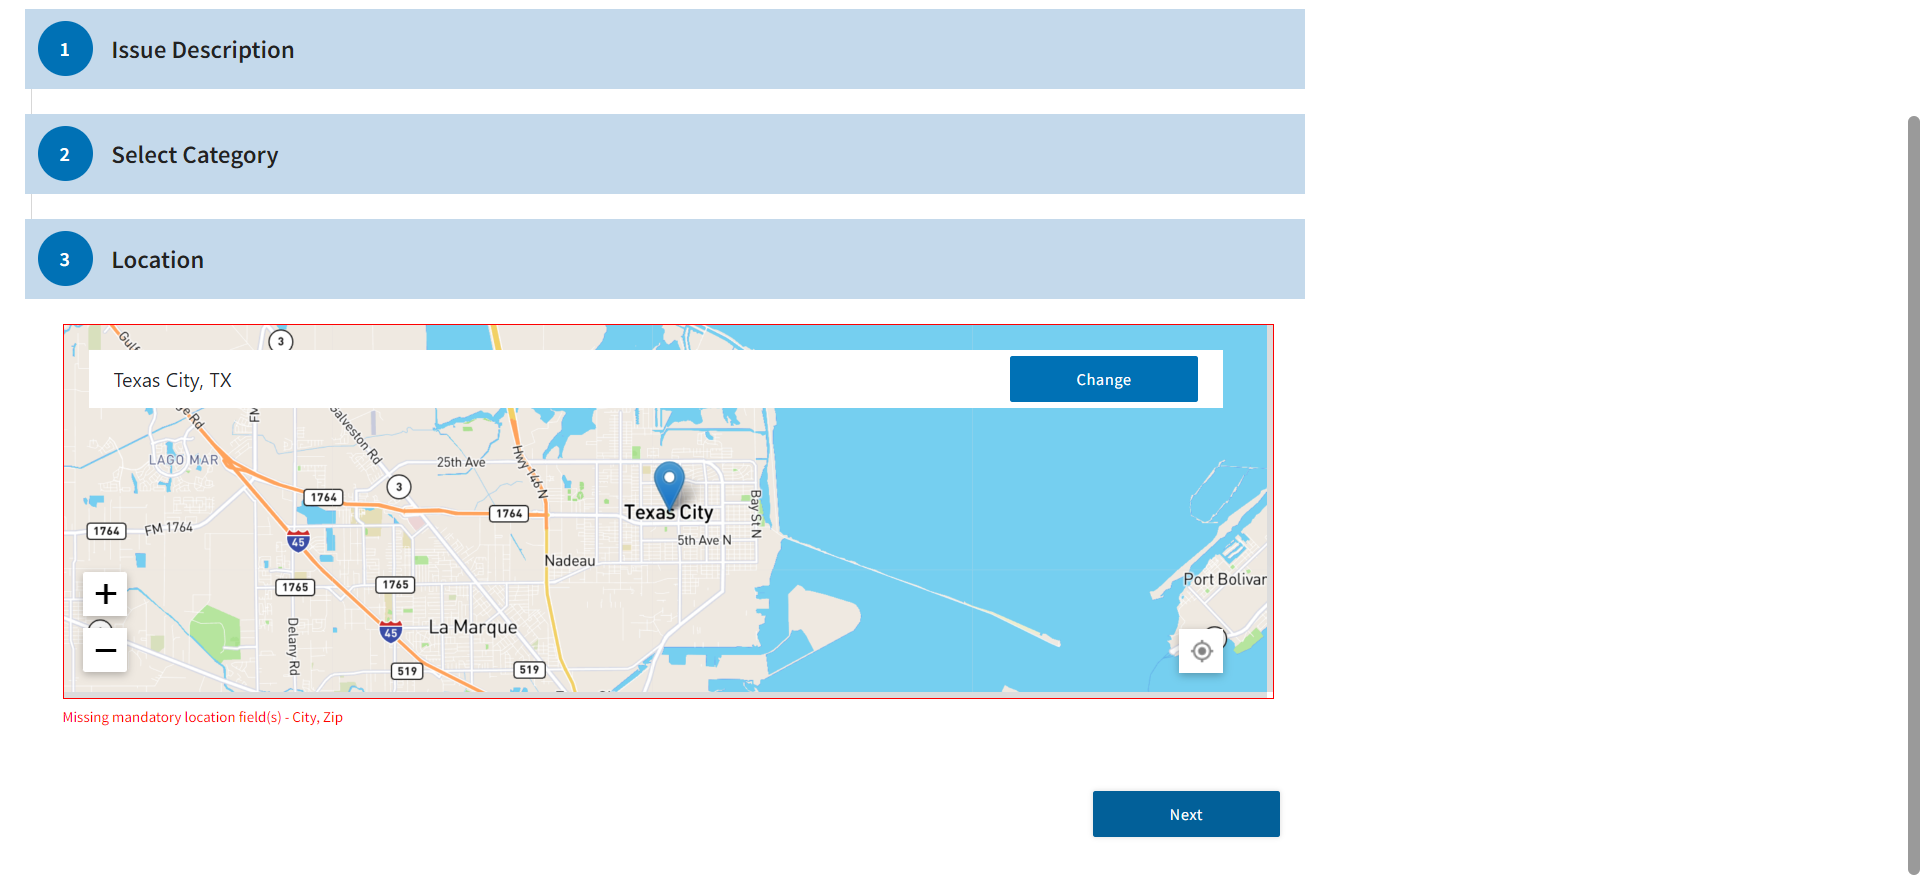 1 Issue Description
2 Select Category
3 Location
3
Texas City, TX
Change
Galveston Rd
LAGO MAR
25th Ave
Hwy 146 N
3
1764
1764
Texas City
Bay St N
1764
FM 1764
45
5th Ave N
Nadeau
1765
1765
Port Bolivar
+
Delany Rd
45
La Marque
−
519
519
Missing mandatory location field(s) - City, Zip
Next